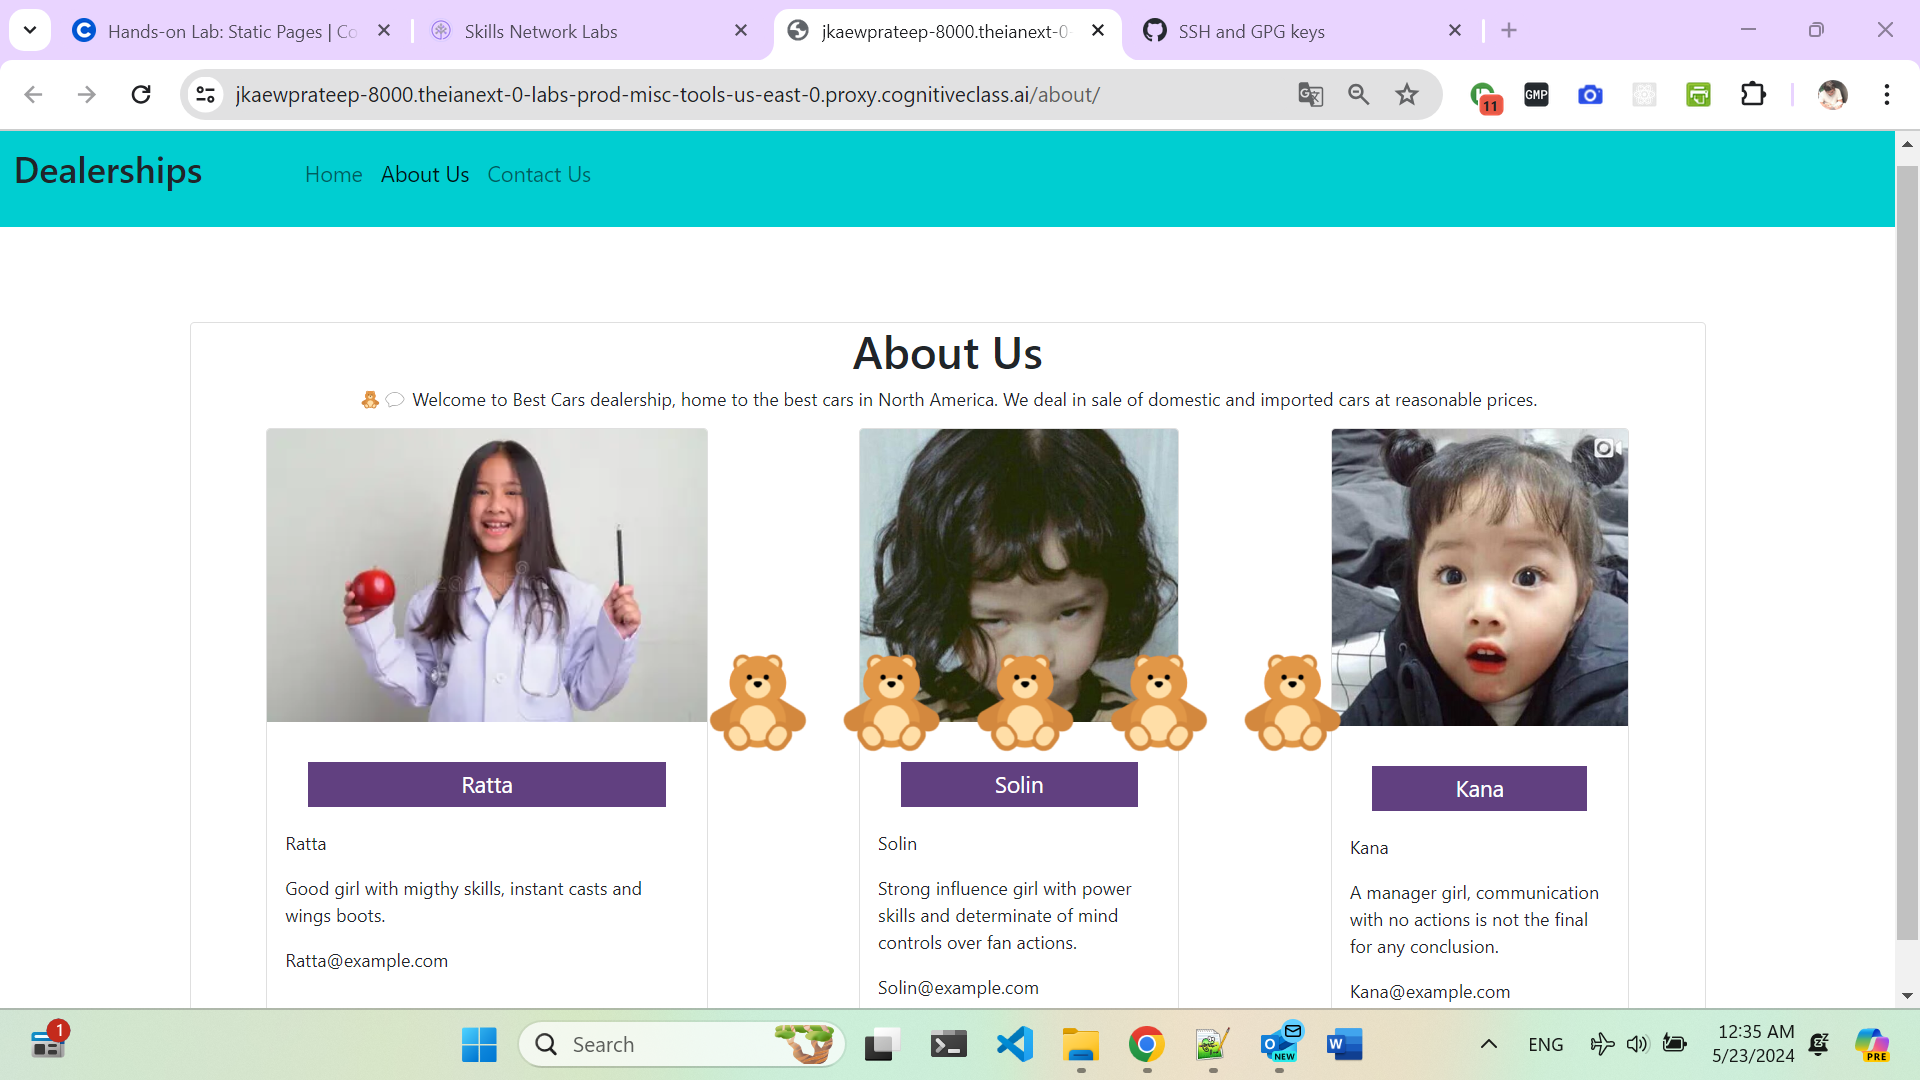 Hands-on Lab: Static Pages | Co
Skills Network Labs
jkaewprateep-8000.theianext-0-
SSH and GPG keys
jkaewprateep-8000.theianext-0-labs-prod-misc-tools-us-east-0.proxy.cognitiveclass.ai/about/
11
GMP
Dealerships
Home
About Us
Contact Us
About Us
Welcome to Best Cars dealership, home to the best cars in North America. We deal in sale of domestic and imported cars at reasonable prices.
Ratta
Ratta
Good girl with migthy skills, instant casts and
wings boots.
Ratta@example.com
Solin
Solin
Strong influence girl with power
skills and determinate of mind
controls over fan actions.
Solin@example.com
Kana
Kana
A manager girl, communication
with no actions is not the final
for any conclusion.
Kana@example.com
1
Search
NEW
ENG
12:35 AM
5/23/2024
PRE